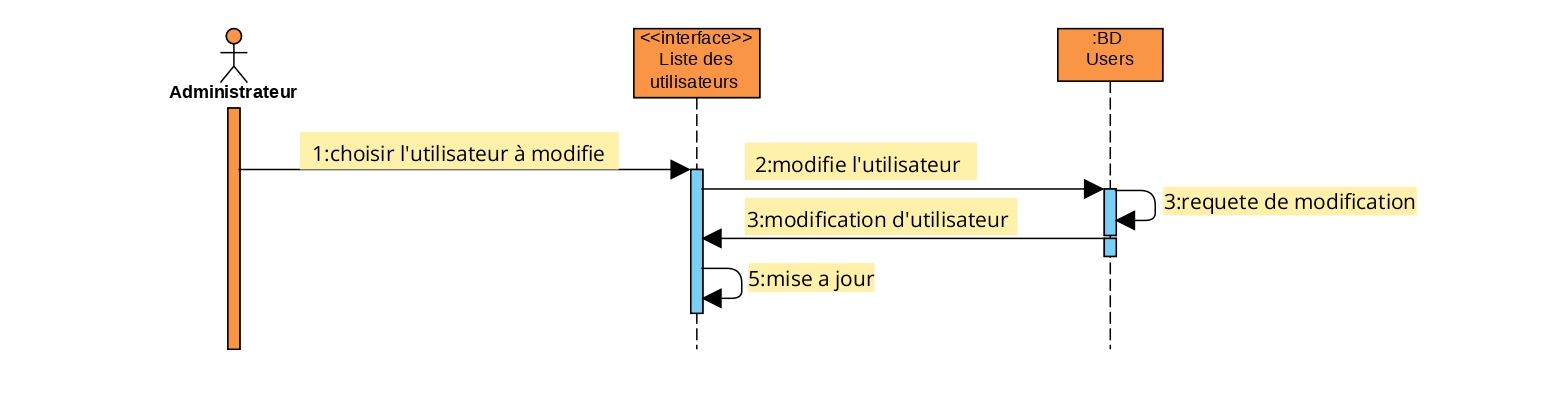 <<interface>>
Liste des
utilisateurs
:BD
Users
Administrateur
1:choisir l'utilisateur à modifie
2:modifie l'utilisateur
3:requete de modification
3:modification d'utilisateur
5:mise a jour